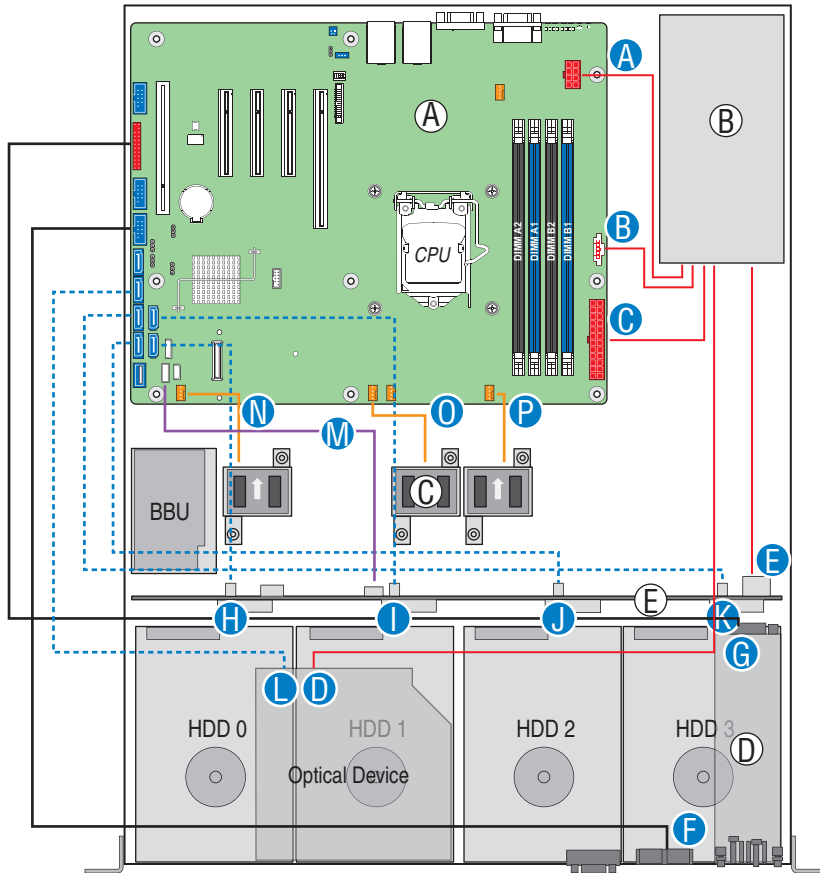 A
A
B
CPU
DIMM A2
DIMM A1
DIMM B2
DIMM B1
B
C
N
M
O
P
BBU
C
E
E
H
I
J
K
G
L
D
HDD 0
HDD 1
HDD 2
HDD 3
D
Optical Device
F